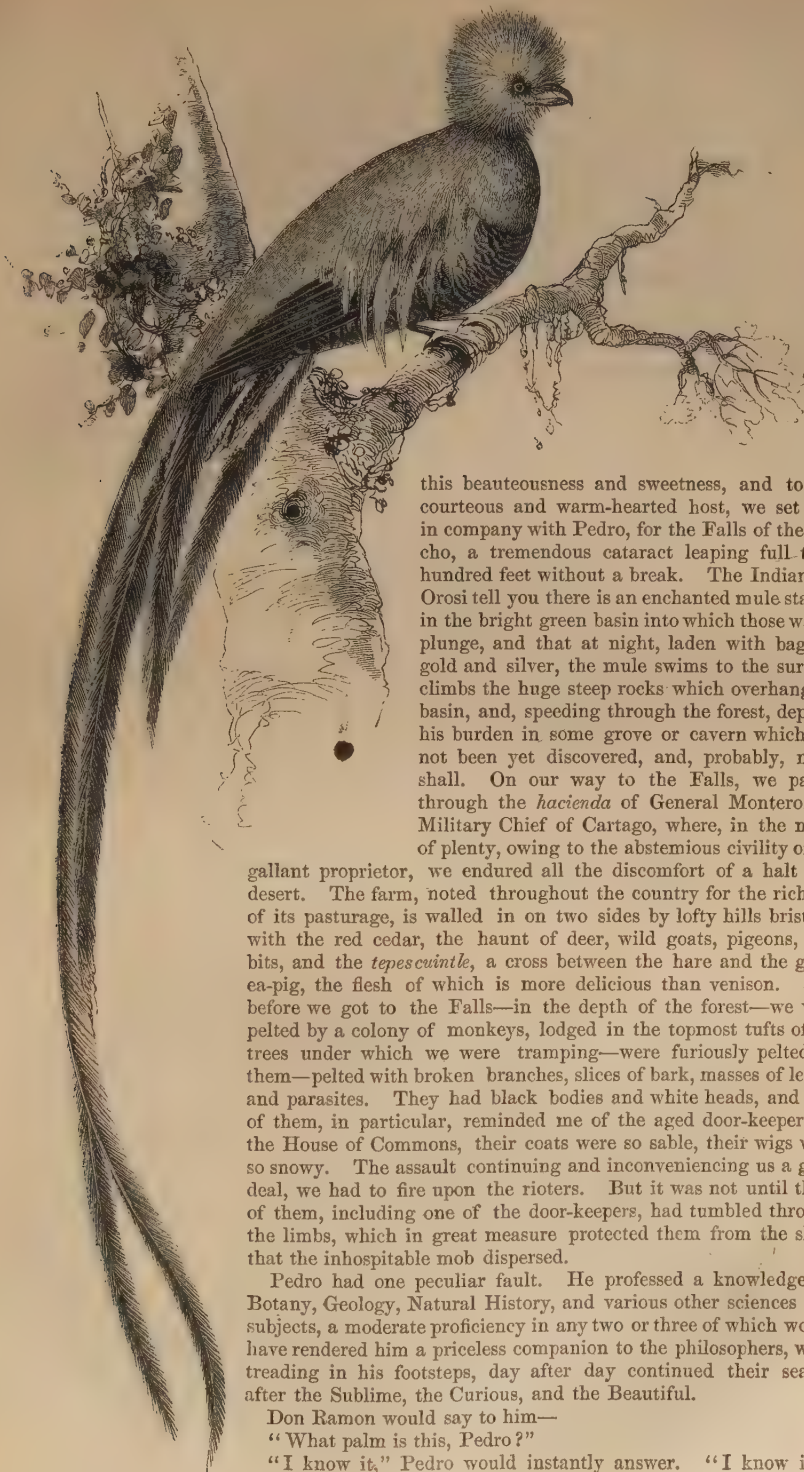 this beauteousness and sweetness, and to
courteous and warm-hearted host, we set
in company with Pedro, for the Falls of the
cho, a tremendous cataract leaping full
hundred feet without a break. The Indian
Orosi tell you there is an enchanted mule sta
in the bright green basin into which those w
plunge, and that at night, laden with bag
gold and silver, the mule swims to the sur
climbs the huge steep rocks which overhang
basin, and, speeding through the forest, dep
his burden in some grove or cavern which
not been yet discovered, and, probably, n
shall. On our way to the Falls, we pa
through the hacienda of General Montero
Military Chief of Cartago, where, in the m
of plenty, owing to the abstemious civility o
gallant proprietor, we endured all the discomfort of a halt
desert. The farm, noted throughout the country for the rich
of its pasturage, is walled in on two sides by lofty hills brist
with the red cedar, the haunt of deer, wild goats, pigeons,
bits, and the tepescuintle, a cross between the hare and the g
ea-pig, the flesh of which is more delicious than venison.
before we got to the Falls—in the depth of the forest—we w
pelted by a colony of monkeys, lodged in the topmost tufts of
trees under which we were tramping—were furiously pelted
them—pelted with broken branches, slices of bark, masses of le
and parasites. They had black bodies and white heads, and
of them, in particular, reminded me of the aged door-keeper
the House of Commons, their coats were so sable, their wigs w
so snowy. The assault continuing and inconveniencing us a g
deal, we had to fire upon the rioters. But it was not until th
of them, including one of the door-keepers, had tumbled thro
the limbs, which in great measure protected them from the s
that the inhospitable mob dispersed.
Pedro had one peculiar fault. He professed a knowledge
Botany, Geology, Natural History, and various other sciences
subjects, a moderate proficiency in any two or three of which wo
have rendered him a priceless companion to the philosophers, w
treading in his footsteps, day after day continued their sea
after the Sublime, the Curious, and the Beautiful.
Don Ramon would say to him—
"What palm is this, Pedro?"
"I know it," Pedro would instantly answer. "I know i